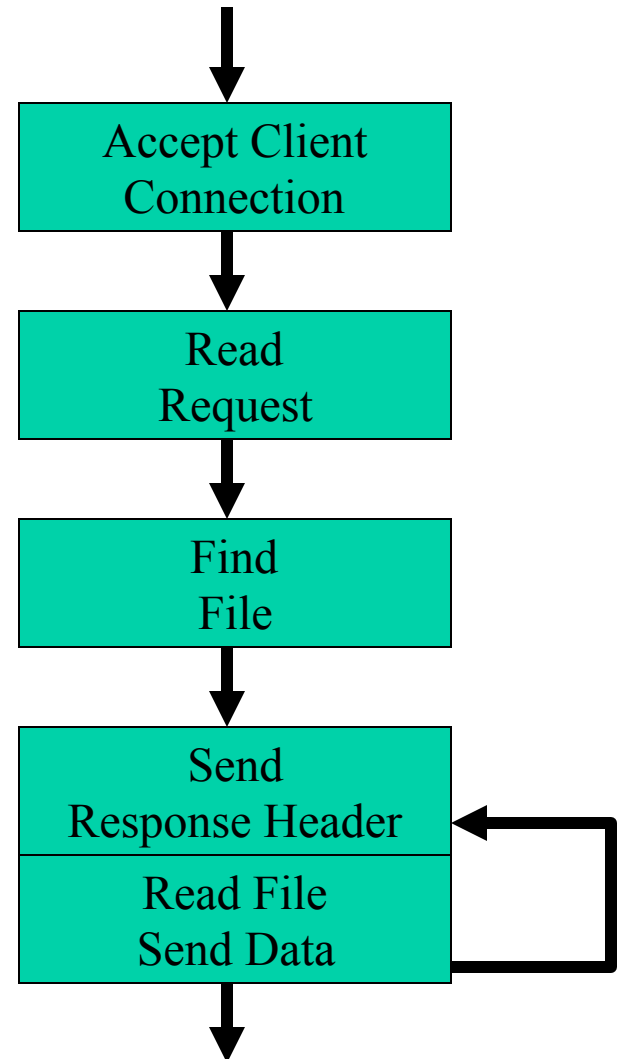 Accept Client
Connection
Read
Request
Find
File
Send
Response Header
Read File
Send Data